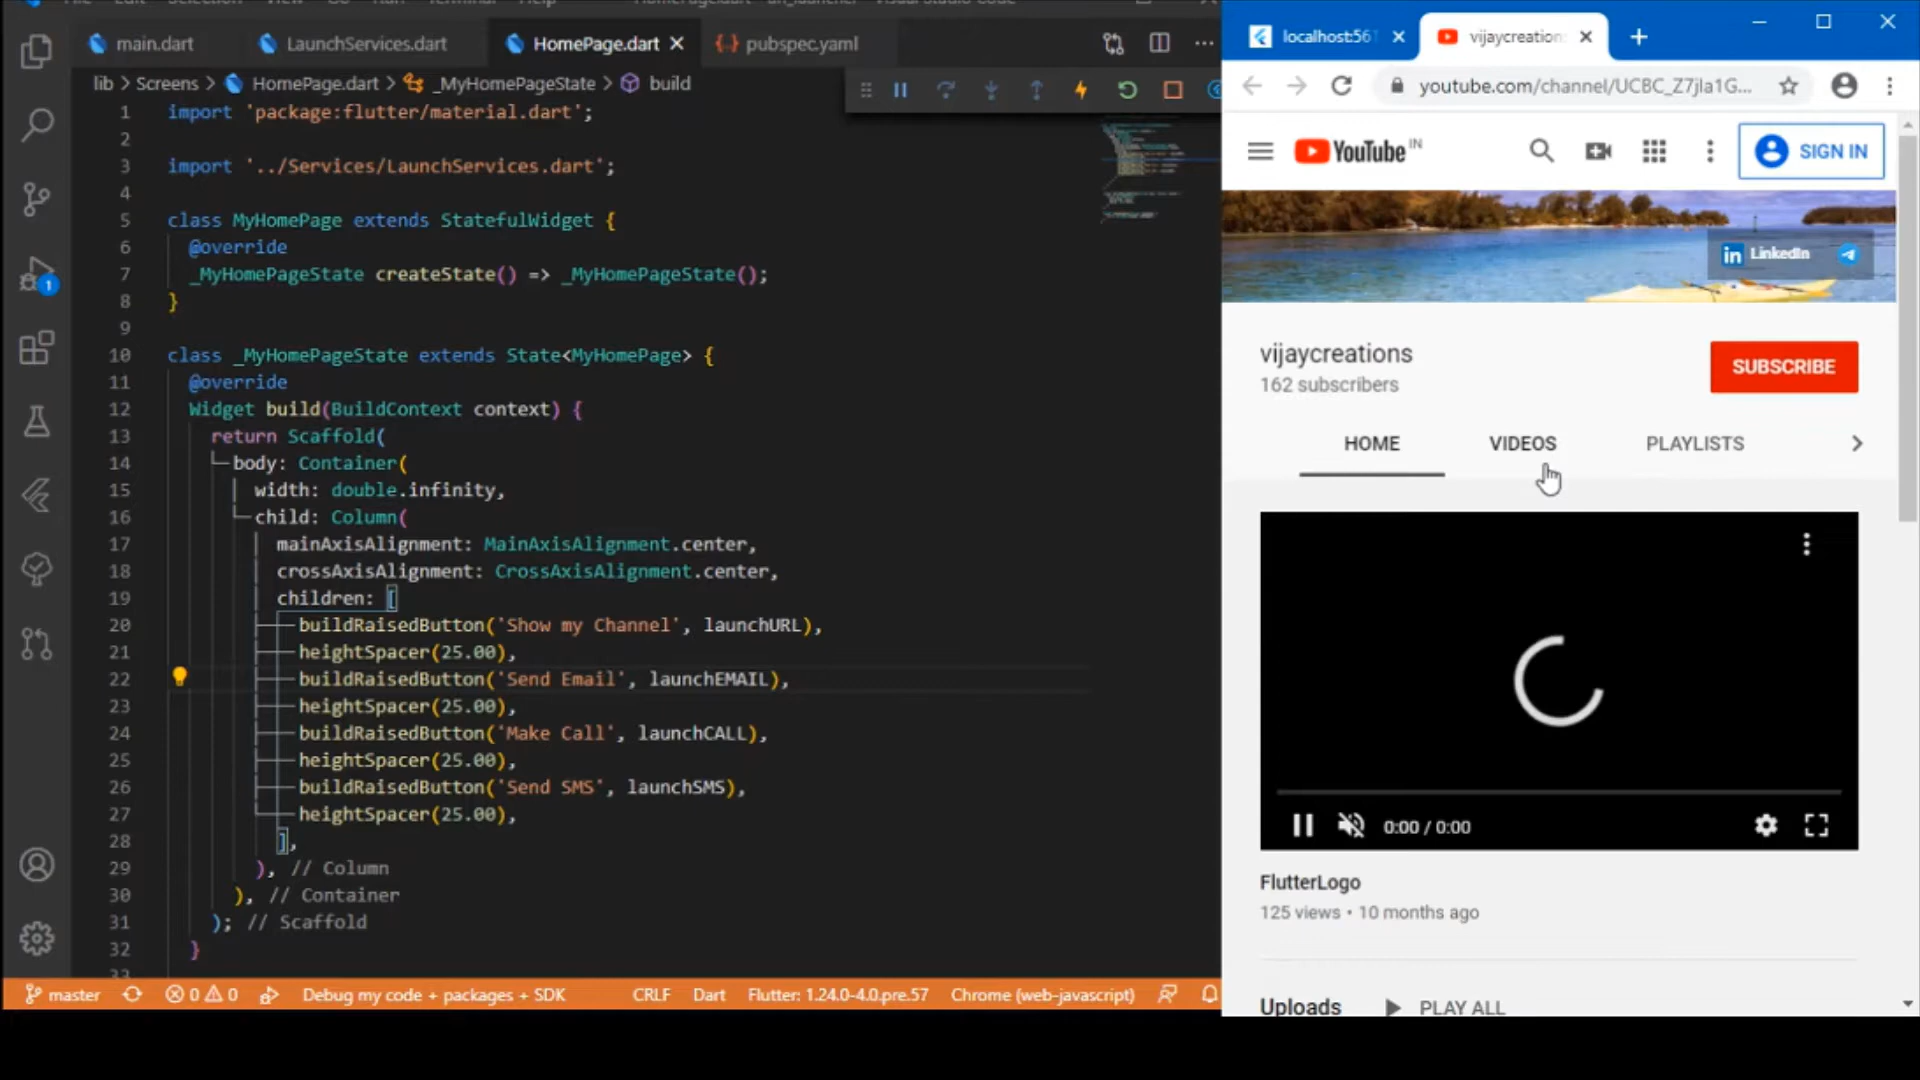 main.dart
LaunchServices.dart
HomePage.dart
pubspec.yaml
lib > Screens > HomePage.dart > _MyHomePageState > build
1 import 'package:flutter/material.dart';
2
3 import '../Services/LaunchServices.dart';
4
5 class MyHomePage extends StatefulWidget {
6 @override
7 _MyHomePageState createState() => _MyHomePageState();
8 }
9
10 class _MyHomePageState extends State<MyHomePage> {
11 @override
12 Widget build(BuildContext context) {
13 return Scaffold(
14 body: Container(
15 width: double.infinity,
16 child: Column(
17 mainAxisAlignment: MainAxisAlignment.center,
18 crossAxisAlignment: CrossAxisAlignment.center,
19 children: [
20 buildRaisedButton('Show my Channel', launchURL),
21 heightSpacer(25.00),
22 buildRaisedButton('Send Email', launchEMAIL),
23 heightSpacer(25.00),
24 buildRaisedButton('Make Call', launchCALL),
25 heightSpacer(25.00),
26 buildRaisedButton('Send SMS', launchSMS),
27 heightSpacer(25.00),
28 ],
29 ), // Column
30 ), // Container
31 ); // Scaffold
32 }
1
master
0 0
Debug my code + packages + SDK
CRLF
Dart
Flutter: 1.24.0-4.0.pre.57
Chrome (web-javascript)
localhost:561
vijaycreation
youtube.com/channel/UCBC_Z7jla1G...
YouTube IN
SIGN IN
in LinkedIn
vijaycreations
162 subscribers
SUBSCRIBE
HOME
VIDEOS
PLAYLISTS
0:00 / 0:00
FlutterLogo
125 views • 10 months ago
Uploads
PLAY ALL